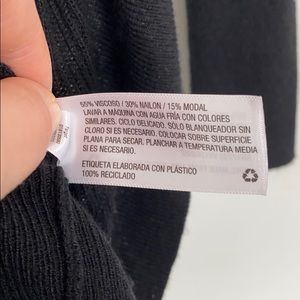 55% VISCOSO / 30% NAILON / 15% MODAL
LAVAR A MÁQUINA CON AGUA FRÍA CON COLORES
SIMILARES. CICLO DELICADO. SÓLO BLANQUEADOR SIN
CLORO SI ES NECESARIO. COLOCAR SOBRE SUPERFICIE
PLANA PARA SECAR. PLANCHAR A TEMPERATURA MEDIA
SI ES NECESARIO.
ETIQUETA ELABORADA CON PLÁSTICO
100% RECICLADO